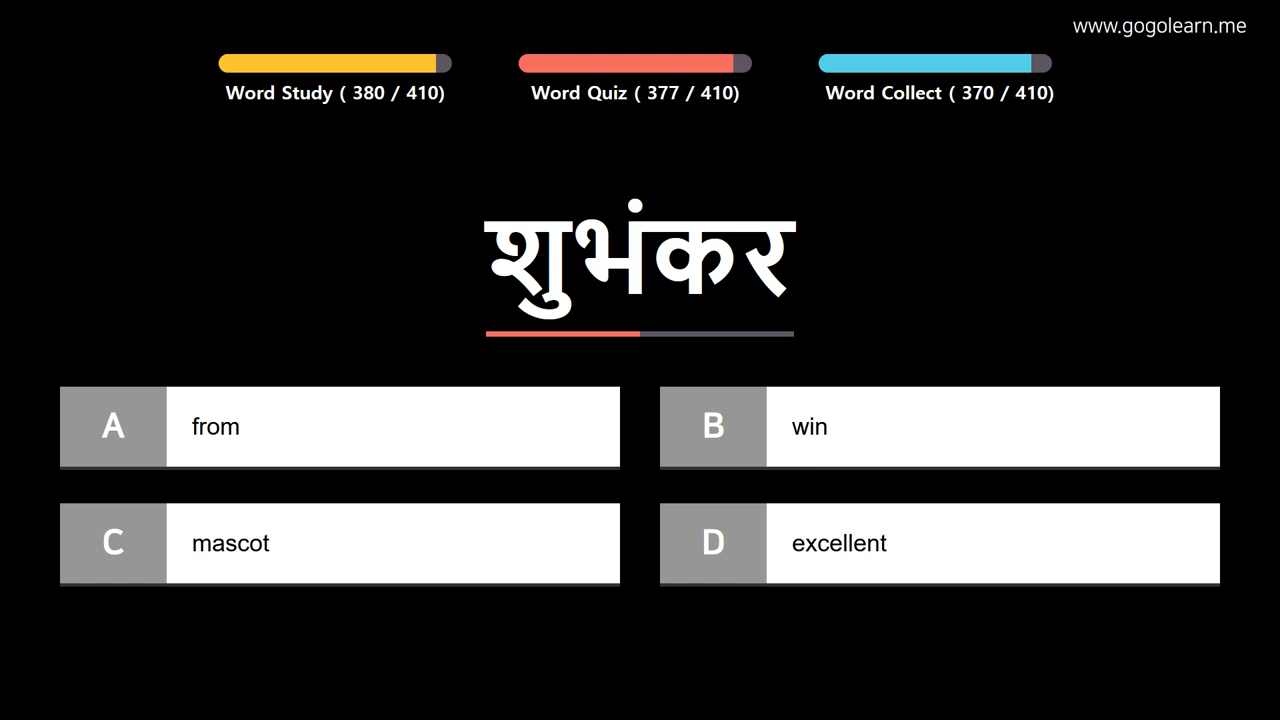 www.gogolearn.me
Word Study ( 380 / 410)
Word Quiz ( 377 / 410)
Word Collect ( 370 / 410)
शुभंकर
A from
B win
C mascot
D excellent